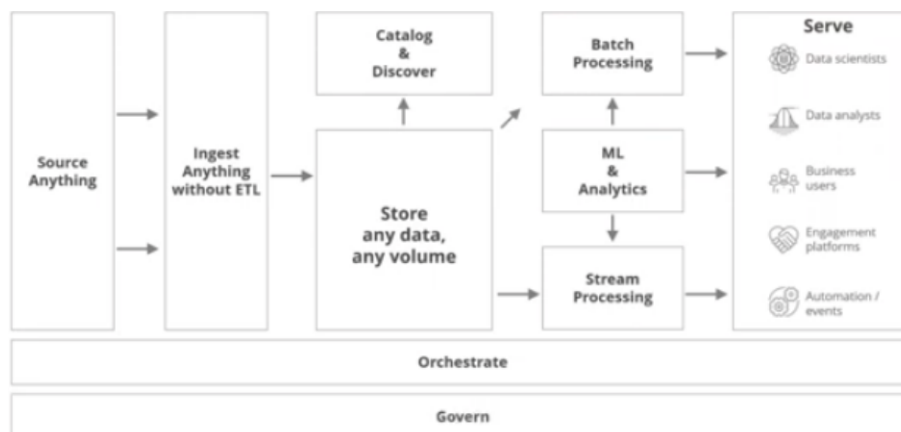 Source
Anything
Ingest
Anything
without ETL
Catalog
&
Discover
Store
any data,
any volume
Batch
Processing
ML
&
Analytics
Stream
Processing
Serve
Data scientists
Data analysts
Business
users
Engagement
platforms
Automation /
events
Orchestrate
Govern